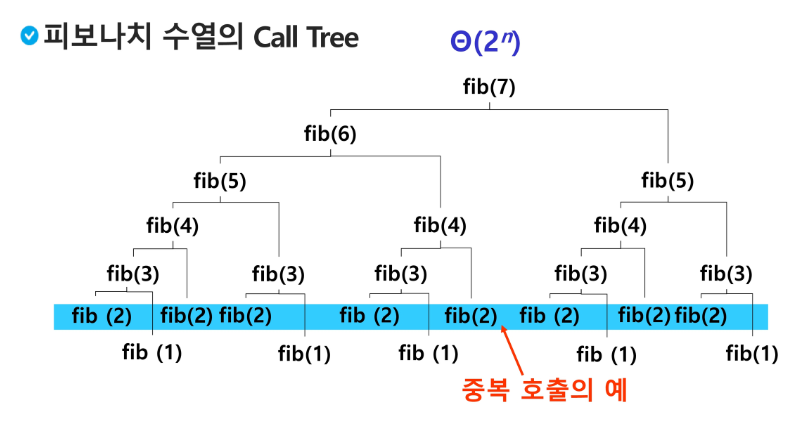 피보나치 수열의 Call Tree
Θ(2ⁿ)
fib(7)
fib(6)
fib(5) fib(5)
fib(4) fib(4) fib(4)
fib(3) fib(3) fib(3) fib(3) fib(3)
fib (2) fib(2) fib(2) fib (2) fib(2) fib (2) fib(2) fib(2)
fib (1) fib(1) fib (1) fib (1) fib(1)
중복 호출의 예